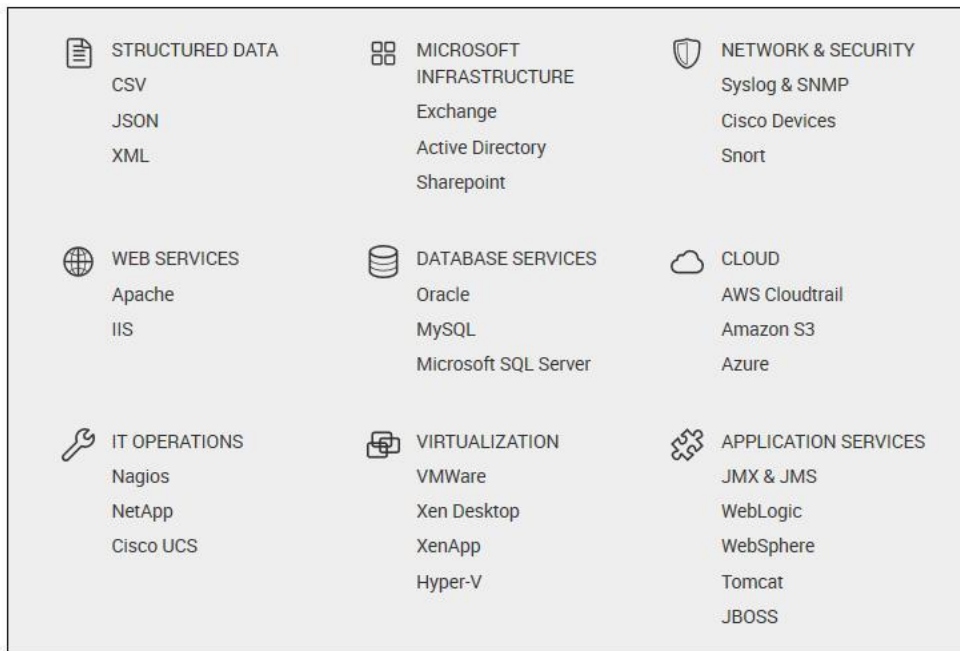 STRUCTURED DATA
CSV
JSON
XML
MICROSOFT
INFRASTRUCTURE
Exchange
Active Directory
Sharepoint
NETWORK & SECURITY
Syslog & SNMP
Cisco Devices
Snort
WEB SERVICES
Apache
IIS
DATABASE SERVICES
Oracle
MySQL
Microsoft SQL Server
CLOUD
AWS Cloudtrail
Amazon S3
Azure
IT OPERATIONS
Nagios
NetApp
Cisco UCS
VIRTUALIZATION
VMWare
Xen Desktop
XenApp
Hyper-V
APPLICATION SERVICES
JMX & JMS
WebLogic
WebSphere
Tomcat
JBOSS